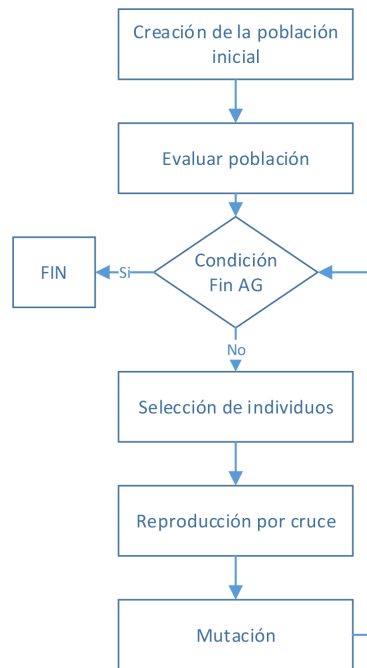 Creación de la población
inicial
Evaluar población
Condición
Fin AG
Si
FIN
No
Selección de individuos
Reproducción por cruce
Mutación